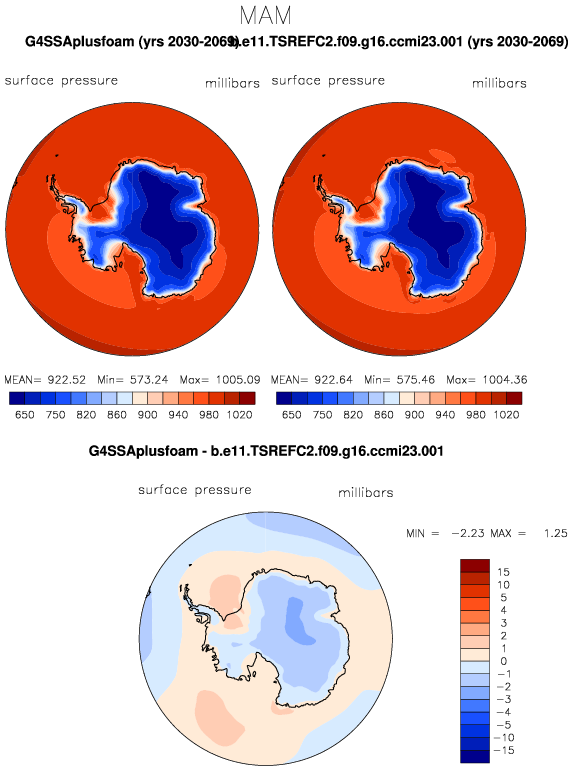 MAM
G4SSAplusfoam (yrs 2030-2069) b.e11.TSREFC2.f09.g16.ccmi23.001 (yrs 2030-2069)
surface pressure millibars surface pressure millibars
MEAN= 922.52 Min= 573.24 Max= 1005.09 MEAN= 922.64 Min= 575.46 Max= 1004.36
650 750 820 860 900 940 980 1020 650 750 820 860 900 940 980 1020
G4SSAplusfoam - b.e11.TSREFC2.f09.g16.ccmi23.001
surface pressure millibars
MIN = -2.23 MAX = 1.25
15
10
5
4
3
2
1
0
-1
-2
-3
-4
-5
-10
-15